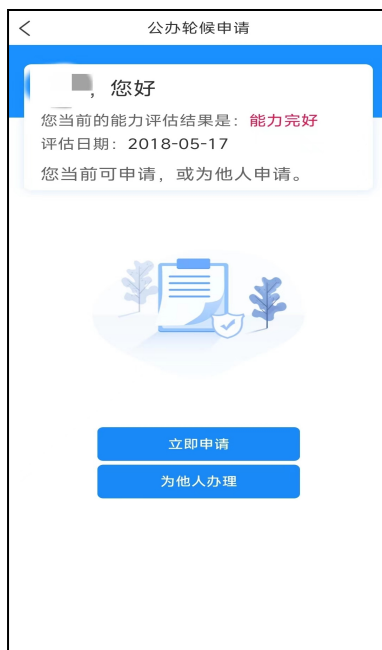 公办轮候申请
，您好
您当前的能力评估结果是：能力完好
评估日期：2018-05-17
您当前可申请，或为他人申请。
立即申请
为他人办理